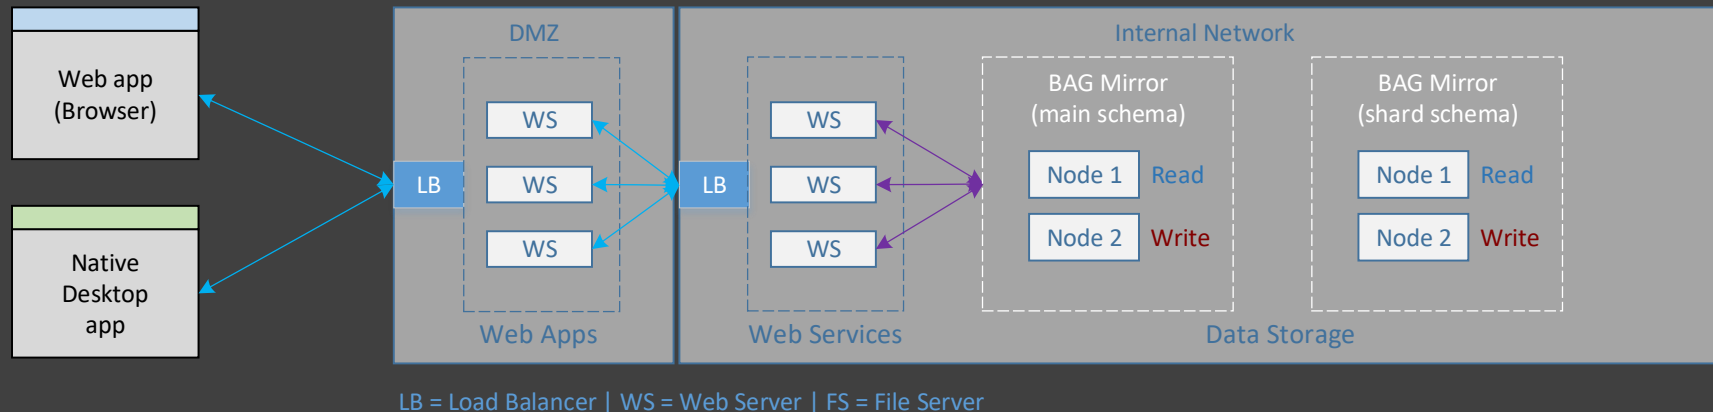 Web app
(Browser)
Native
Desktop
app
DMZ
LB
WS
WS
WS
Web Apps
Internal Network
LB
WS
WS
WS
Web Services
BAG Mirror
(main schema)
Node 1 Read
Node 2 Write
BAG Mirror
(shard schema)
Node 1 Read
Node 2 Write
Data Storage
LB = Load Balancer | WS = Web Server | FS = File Server